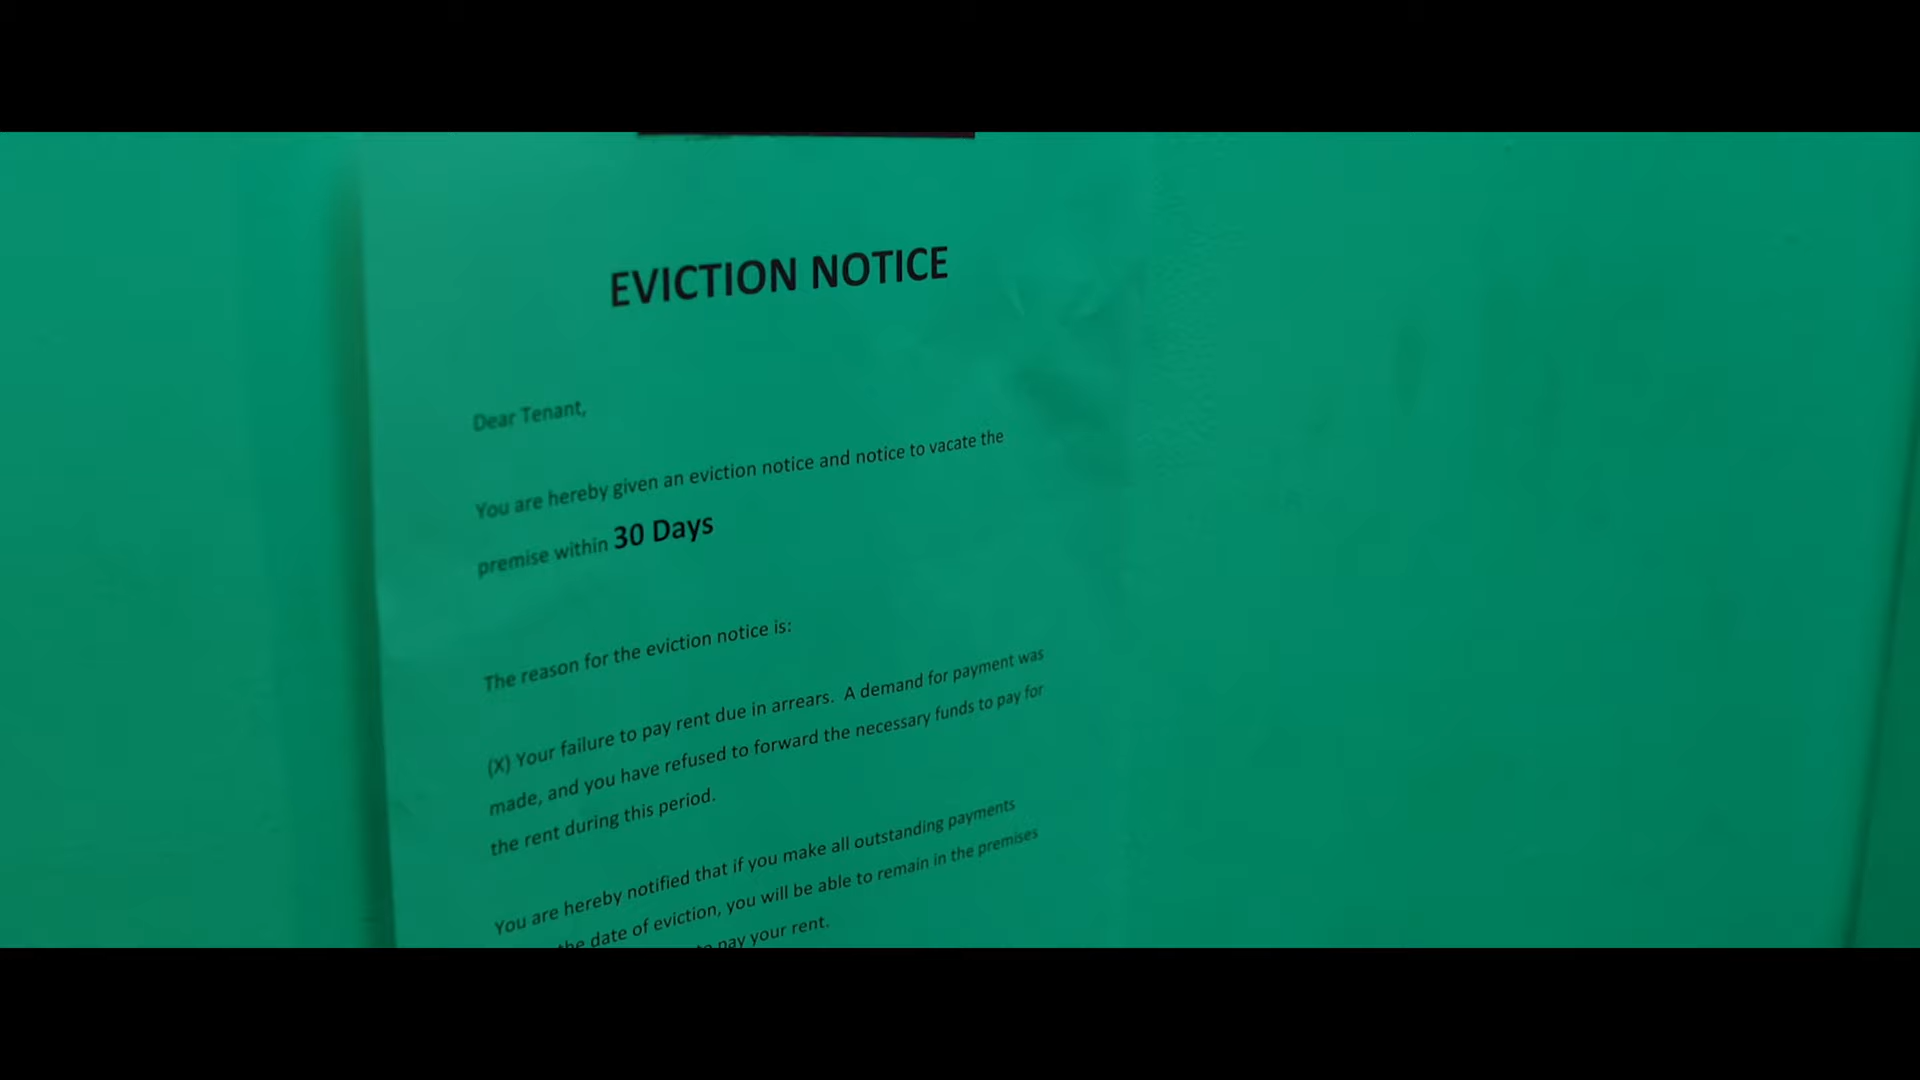 EVICTION NOTICE
Dear Tenant,
You are hereby given an eviction notice and notice to vacate the
premise within 30 Days
The reason for the eviction notice is:
(X) Your failure to pay rent due in arrears. A demand for payment was
made, and you have refused to forward the necessary funds to pay for
the rent during this period.
You are hereby notified that if you make all outstanding payments
the date of eviction, you will be able to remain in the premises
pay your rent.